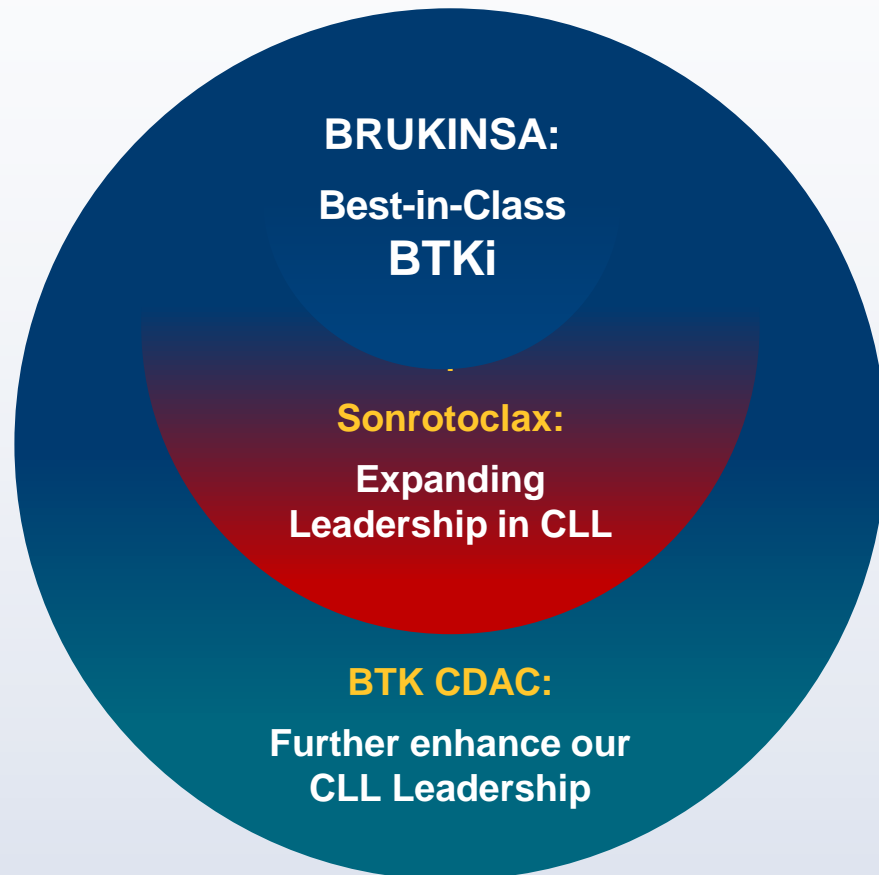 BRUKINSA:
Best-in-Class
BTKi
Sonrotoclax:
Expanding
Leadership in CLL
BTK CDAC:
Further enhance our
CLL Leadership